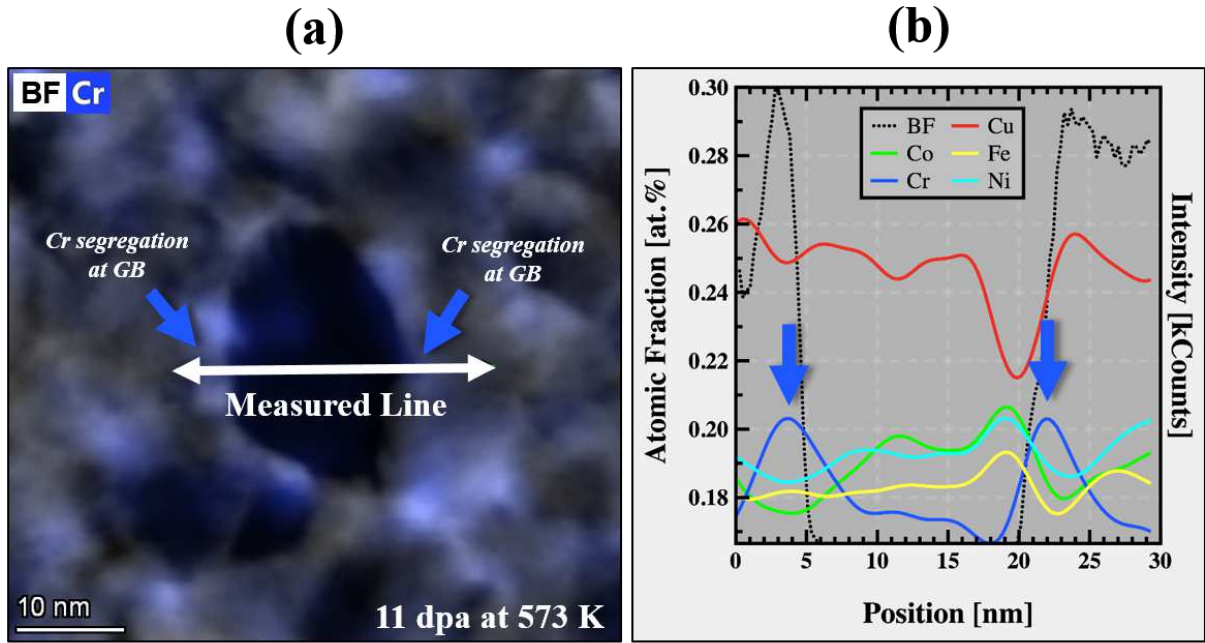 (a)
BF Cr
Cr segregation
at GB
Cr segregation
at GB
Measured Line
10 nm
11 dpa at 573 K
(b)
Atomic Fraction [at.%]
0.30
0.28
0.26
0.24
0.22
0.20
0.18
BF
Co
Cr
Cu
Fe
Ni
Intensity [kCounts]
0 5 10 15 20 25 30
Position [nm]